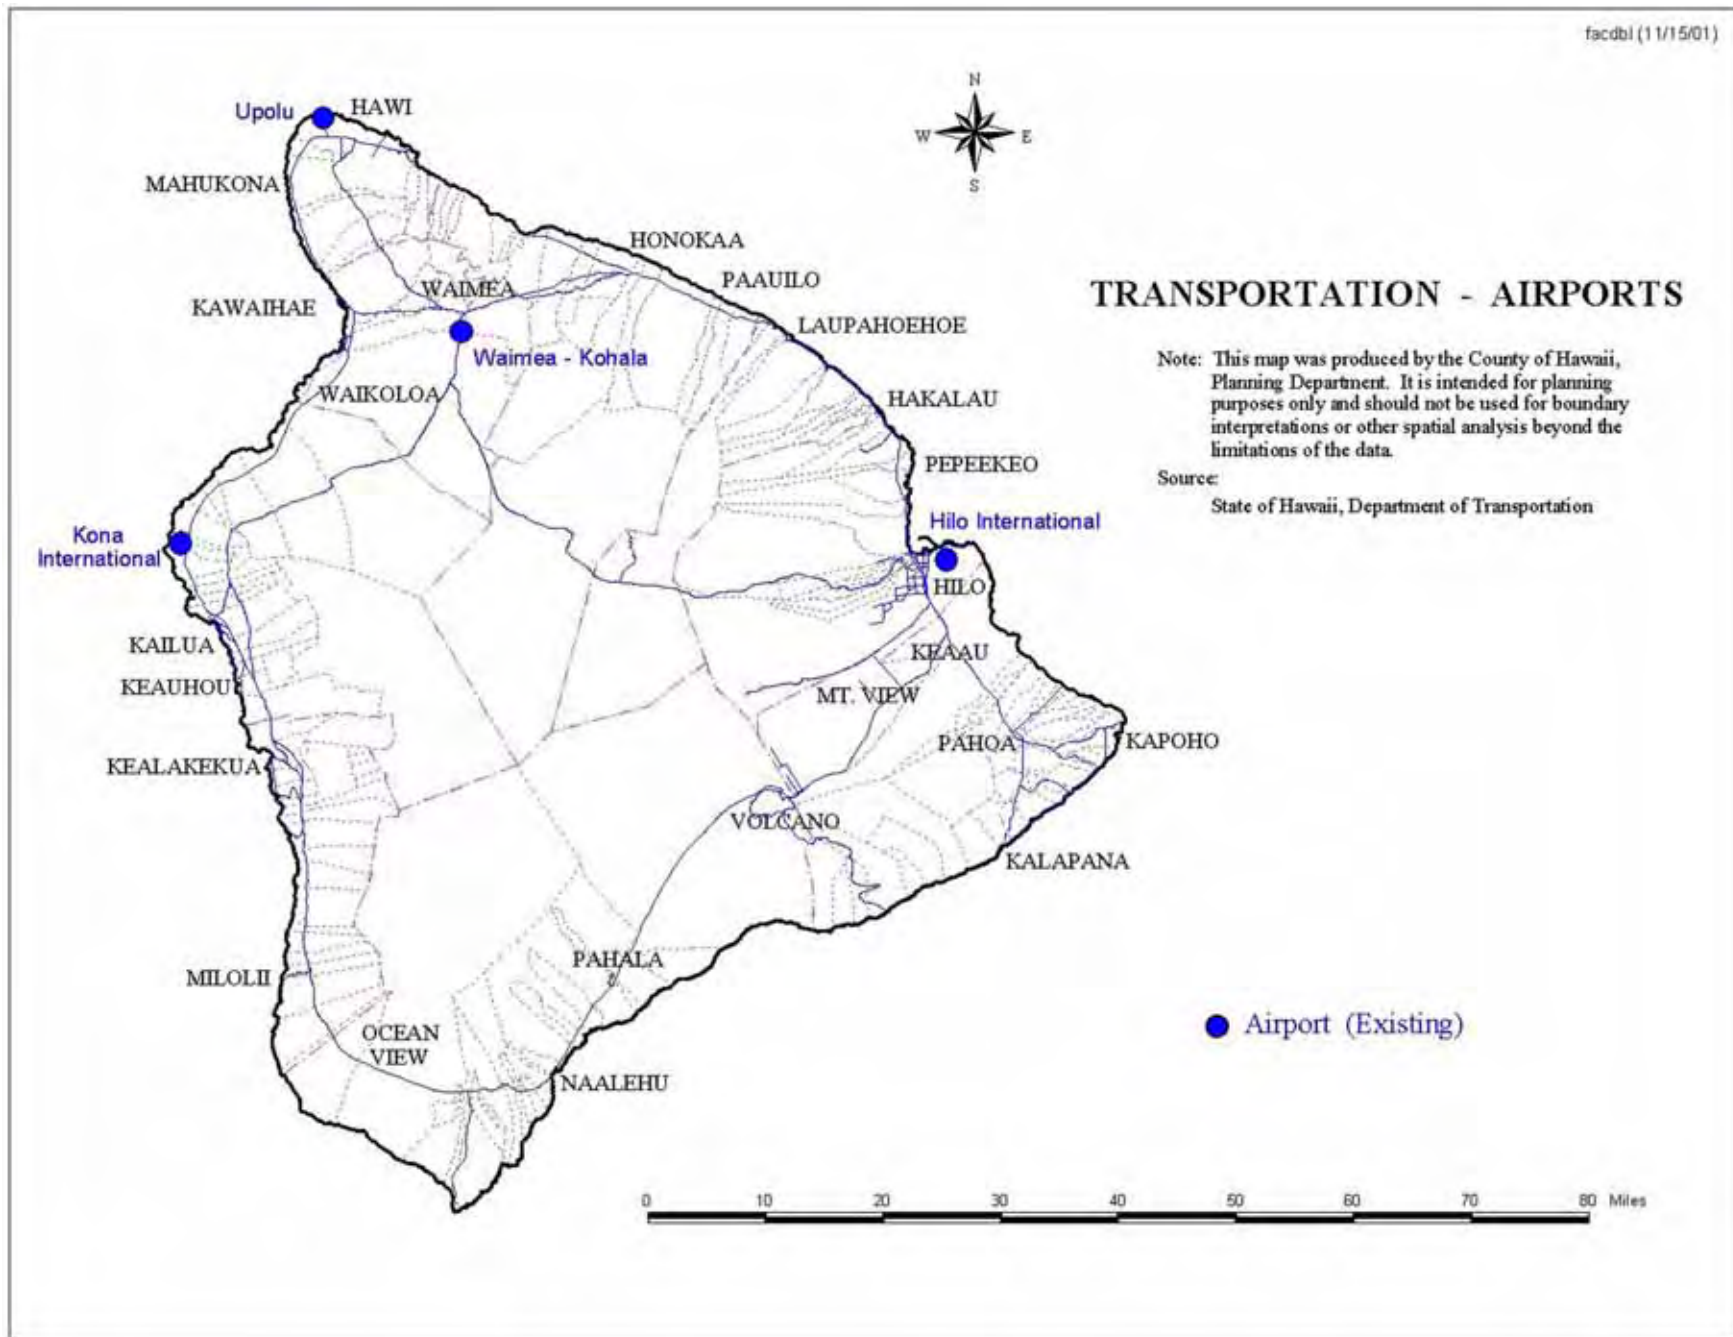 facdbl (11/15/01)
N
W E
S
Upolu
HAWI
MAHUKONA
HONOKAA
PAAUILO
WAIMEA
KAWAIHAE
LAUPAHOEHOE
Waimea - Kohala
WAIKOLOA
HAKALAU
PEPEEKEO
Hilo International
Kona
International
HILO
KAILUA
KEAAU
KEAUHOU
MT. VIEW
PAHOA
KAPOHO
KEALAKEKUA
VOLCANO
KALAPANA
PAHALA
MILOLII
OCEAN
VIEW
NAALEHU
TRANSPORTATION - AIRPORTS
Note: This map was produced by the County of Hawaii,
Planning Department. It is intended for planning
purposes only and should not be used for boundary
interpretations or other spatial analysis beyond the
limitations of the data.
Source:
State of Hawaii, Department of Transportation
Airport (Existing)
0 10 20 30 40 50 60 70 80 Miles